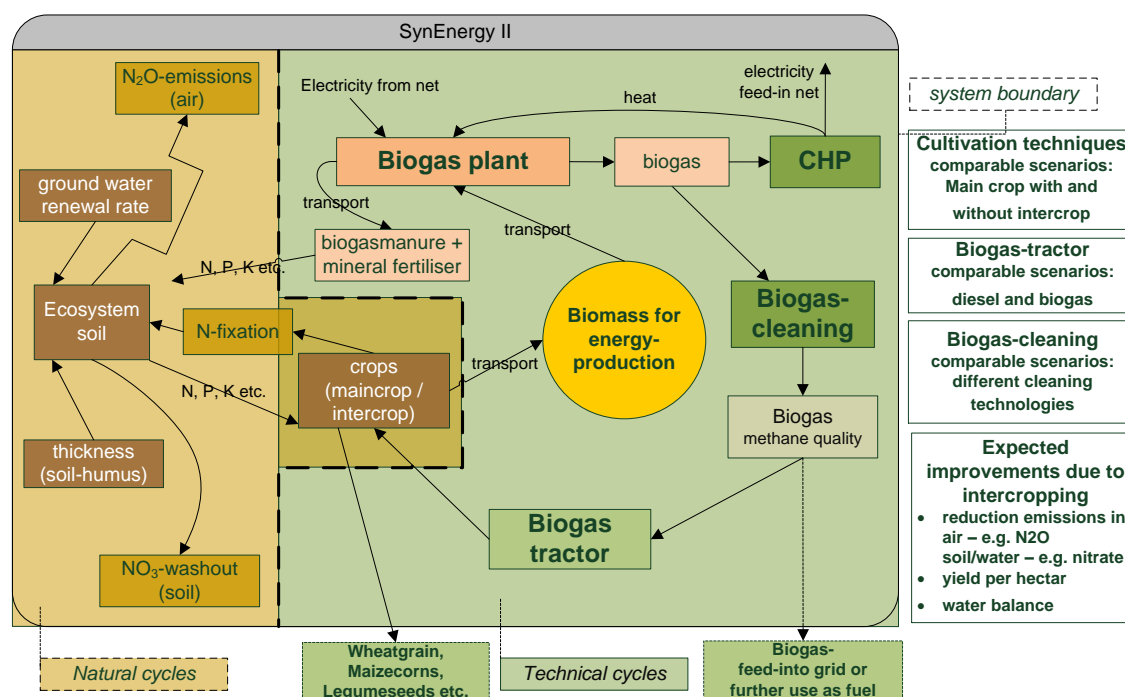 SynEnergy II
N₂O-emissions
(air)
Electricity from net
heat
electricity
feed-in net
system boundary
Biogas plant
biogas
CHP
Cultivation techniques
comparable scenarios:
Main crop with and
without intercrop
ground water
renewal rate
transport
transport
biogasmanure +
mineral fertiliser
N, P, K etc.
Biogas-tractor
comparable scenarios:
diesel and biogas
Ecosystem
soil
N-fixation
Biomass for
energy-
production
Biogas-
cleaning
Biogas-cleaning
comparable scenarios:
different cleaning
technologies
crops
(maincrop /
intercrop)
transport
N, P, K etc.
Biogas
methane quality
thickness
(soil-humus)
Expected
improvements due to
intercropping
• reduction emissions in
air – e.g. N2O
soil/water – e.g. nitrate
• yield per hectar
• water balance
Biogas
tractor
NO₃-washout
(soil)
Natural cycles
Wheatgrain,
Maizecorns,
Legumeseeds etc.
Technical cycles
Biogas-
feed-into grid or
further use as fuel